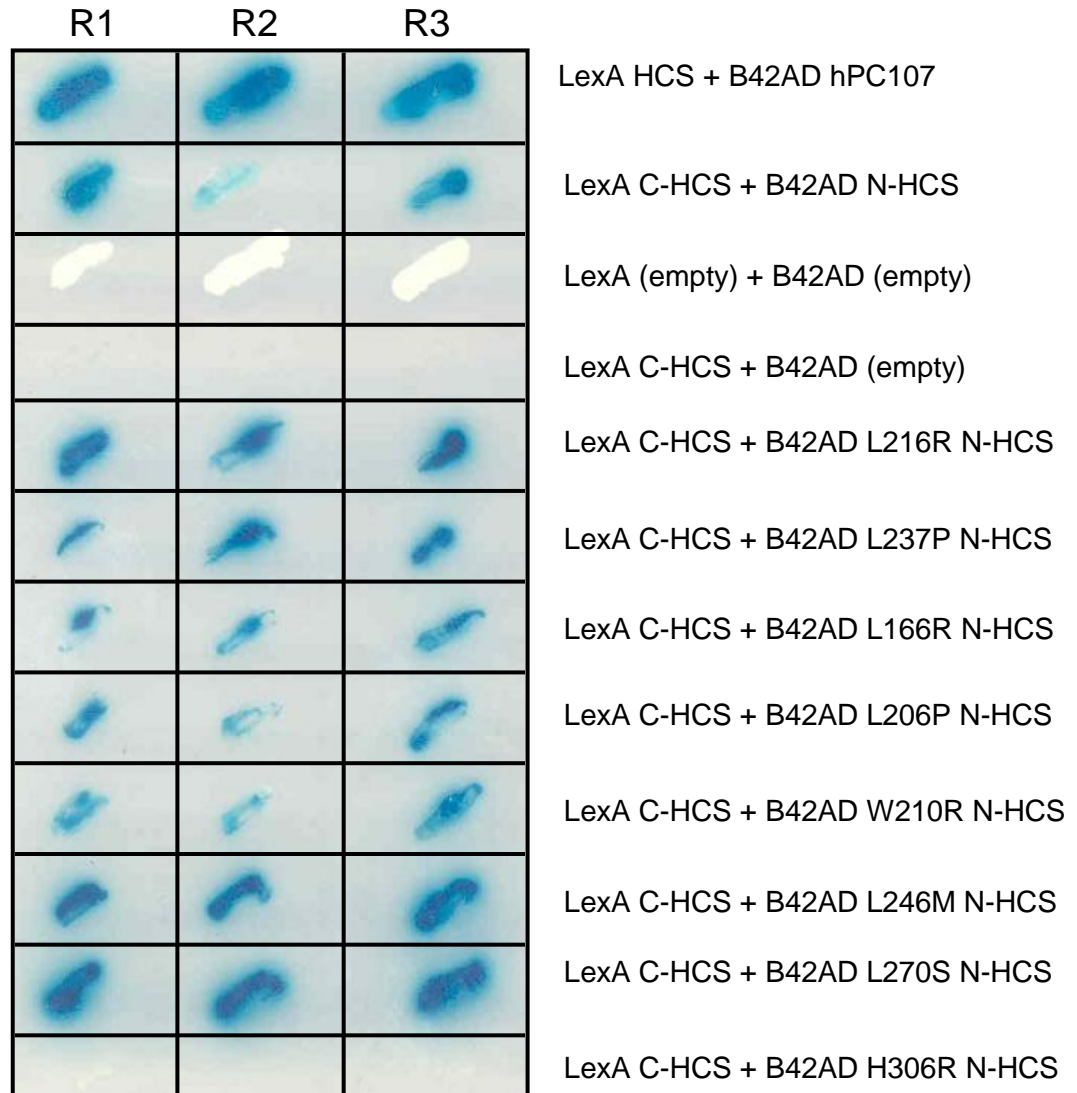 R1 R2 R3
LexA HCS + B42AD hPC107
LexA C-HCS + B42AD N-HCS
LexA (empty) + B42AD (empty)
LexA C-HCS + B42AD (empty)
LexA C-HCS + B42AD L216R N-HCS
LexA C-HCS + B42AD L237P N-HCS
LexA C-HCS + B42AD L166R N-HCS
LexA C-HCS + B42AD L206P N-HCS
LexA C-HCS + B42AD W210R N-HCS
LexA C-HCS + B42AD L246M N-HCS
LexA C-HCS + B42AD L270S N-HCS
LexA C-HCS + B42AD H306R N-HCS